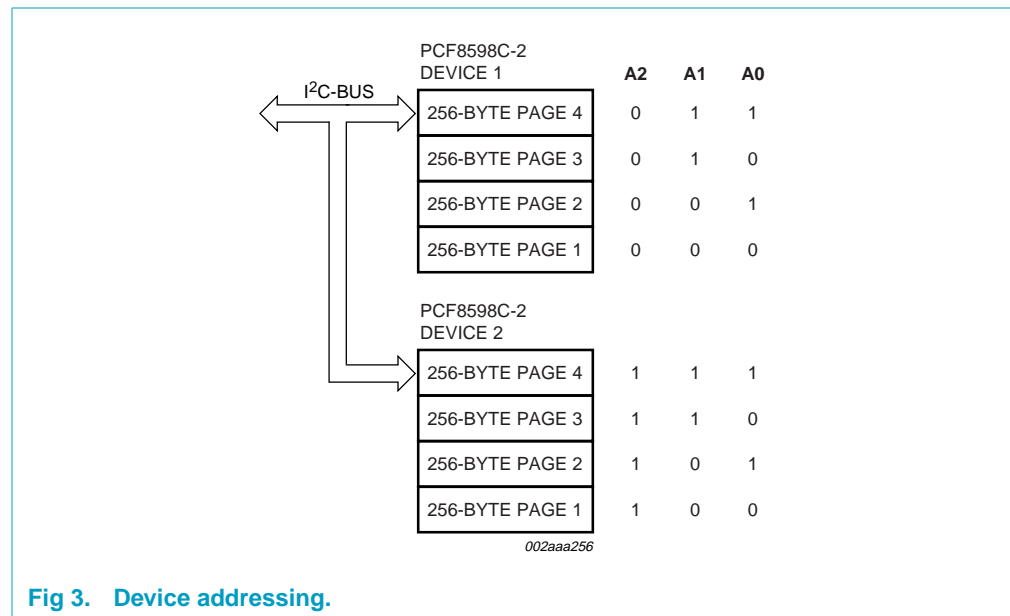 PCF8598C-2
DEVICE 1 A2 A1 A0
I2C-BUS
256-BYTE PAGE 4 0 1 1
256-BYTE PAGE 3 0 1 0
256-BYTE PAGE 2 0 0 1
256-BYTE PAGE 1 0 0 0
PCF8598C-2
DEVICE 2
256-BYTE PAGE 4 1 1 1
256-BYTE PAGE 3 1 1 0
256-BYTE PAGE 2 1 0 1
256-BYTE PAGE 1 1 0 0
002aaa256
Fig 3. Device addressing.